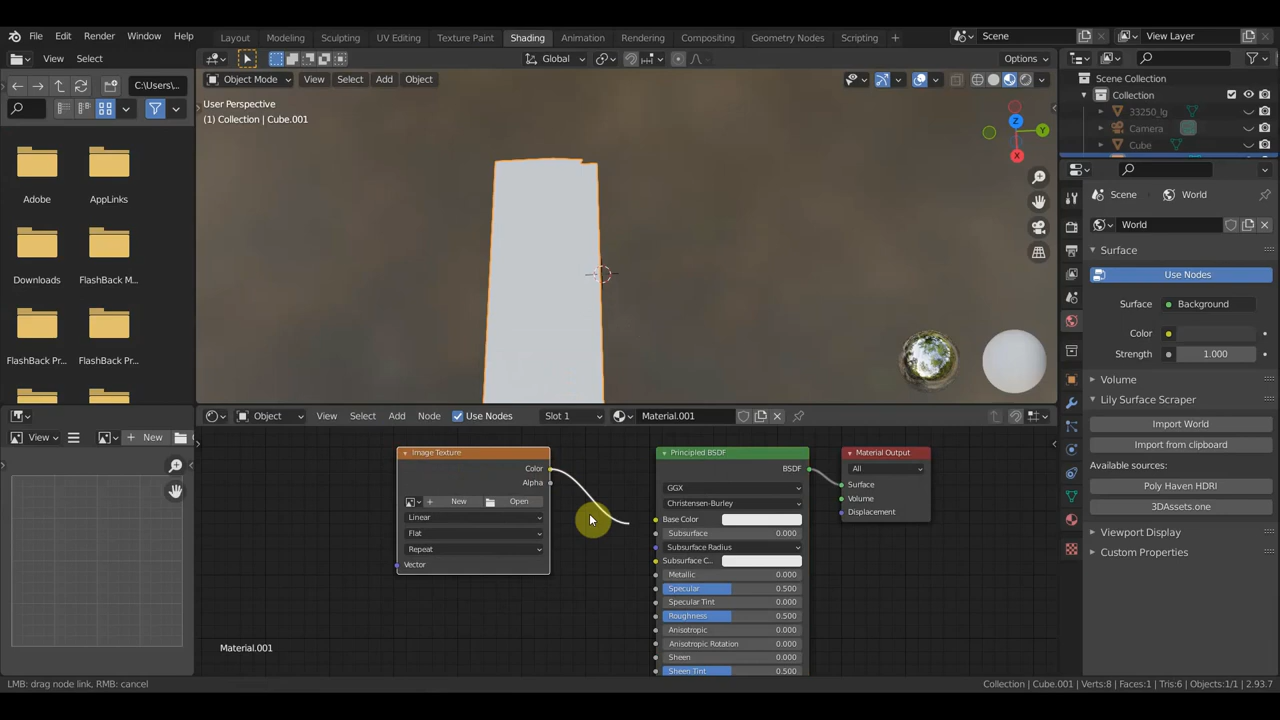 File Edit Render Window Help Layout Modeling Sculpting UV Editing Texture Paint Shading Animation Rendering Compositing Geometry Nodes Scripting + Scene View Layer
View Select Global Options
C:\Users\... Object Mode View Select Add Object Scene Collection
User Perspective Collection
(1) Collection | Cube.001 33250_lg
Camera
Cube
Z
Y
X
Adobe AppLinks
Scene World
World
Surface
Downloads FlashBack M...
Use Nodes
Surface: Background
Color:
Strength 1.000
FlashBack Pr... FlashBack Pr...
Volume
Lily Surface Scraper
Object View Select Add Node Use Nodes Slot 1 Material.001
Import World
View + New
Import from clipboard
Image Texture Principled BSDF Material Output
Available sources:
Color BSDF All
Alpha GGX Surface
Poly Haven HDRI
New Open Christensen-Burley Volume
3DAssets.one
Linear Base Color Displacement
Flat Subsurface 0.000
Viewport Display
Repeat Subsurface Radius
Custom Properties
Vector Subsurface C...
Metallic 0.000
Specular 0.500
Specular Tint 0.000
Roughness 0.500
Anisotropic 0.000
Anisotropic Rotation 0.000
Material.001
Sheen 0.000
Sheen Tint 0.500
LMB: drag node link, RMB: cancel Collection | Cube.001 | Verts:8 | Faces:1 | Tris:6 | Objects:1/1 | 2.93.7